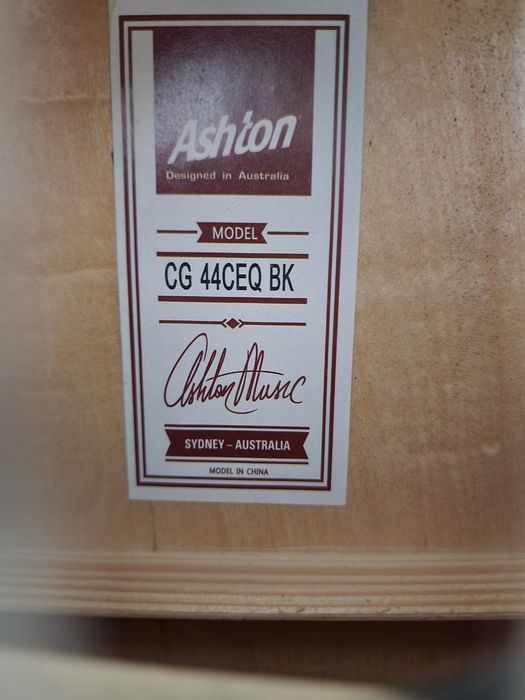 Ashton
Designed in Australia
MODEL
CG 44CEQ BK
Ashton Music
SYDNEY – AUSTRALIA
MODEL IN CHINA